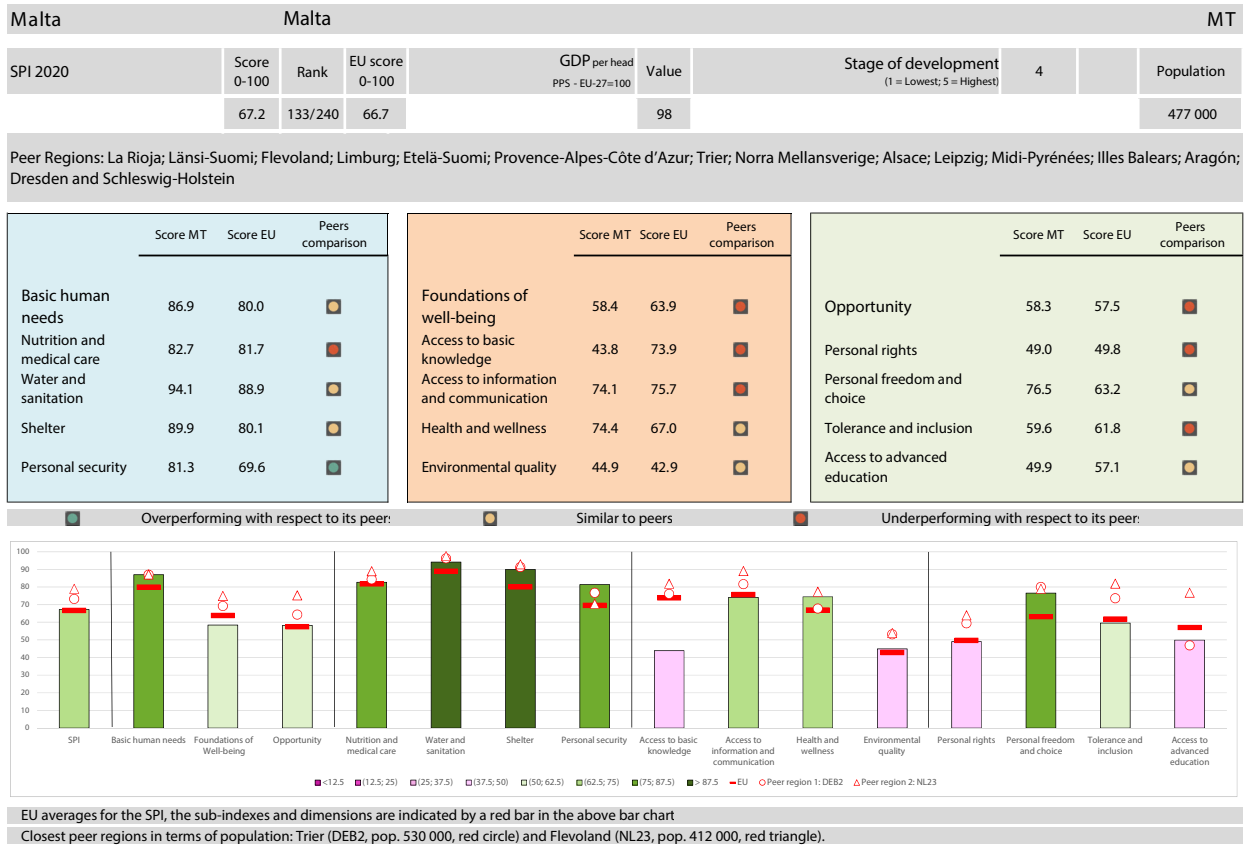 Malta Malta MT
SPI 2020
Score
0-100
Rank
EU score
0-100
GDP per head
PPS - EU-27=100
Value
Stage of development
(1 = Lowest; 5 = Highest)
4
Population
67.2 133/240 66.7 98 477 000
Peer Regions: La Rioja; Länsi-Suomi; Flevoland; Limburg; Etelä-Suomi; Provence-Alpes-Côte d'Azur; Trier; Norra Mellansverige; Alsace; Leipzig; Midi-Pyrénées; Illes Balears; Aragón;
Dresden and Schleswig-Holstein
Score MT Score EU Peers
comparison
Basic human
needs 86.9 80.0
Nutrition and
medical care 82.7 81.7
Water and
sanitation 94.1 88.9
Shelter 89.9 80.1
Personal security 81.3 69.6
Score MT Score EU Peers
comparison
Foundations of
well-being 58.4 63.9
Access to basic
knowledge 43.8 73.9
Access to information
and communication 74.1 75.7
Health and wellness 74.4 67.0
Environmental quality 44.9 42.9
Score MT Score EU Peers
comparison
Opportunity 58.3 57.5
Personal rights 49.0 49.8
Personal freedom and
choice 76.5 63.2
Tolerance and inclusion 59.6 61.8
Access to advanced
education 49.9 57.1
Overperforming with respect to its peers Similar to peers Underperforming with respect to its peers
100
90
80
70
60
50
40
30
20
10
0
SPI
Basic human needs
Foundations of
Well-being
Opportunity
Nutrition and
medical care
Water and
sanitation
Shelter
Personal security
Access to basic
knowledge
Access to
information and
communication
Health and
wellness
Environmental
quality
Personal rights
Personal freedom
and choice
Tolerance and
inclusion
Access to
advanced
education
<12.5 (12.5; 25) (25; 37.5) (37.5; 50) (50; 62.5) (62.5; 75) (75; 87.5) > 87.5 EU Peer region 1: DEB2 Peer region 2: NL23
EU averages for the SPI, the sub-indexes and dimensions are indicated by a red bar in the above bar chart
Closest peer regions in terms of population: Trier (DEB2, pop. 530 000, red circle) and Flevoland (NL23, pop. 412 000, red triangle).